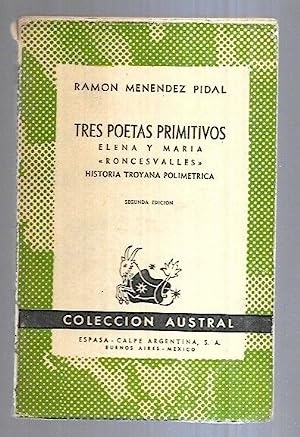 RAMON MENENDEZ PIDAL
TRES POETAS PRIMITIVOS
ELENA Y MARIA
«RONCESVALLES»
HISTORIA TROYANA POLIMETRICA
SEGUNDA EDICION
COLECCION AUSTRAL
ESPASA - CALPE ARGENTINA, S. A.
BUENOS AIRES - MEXICO